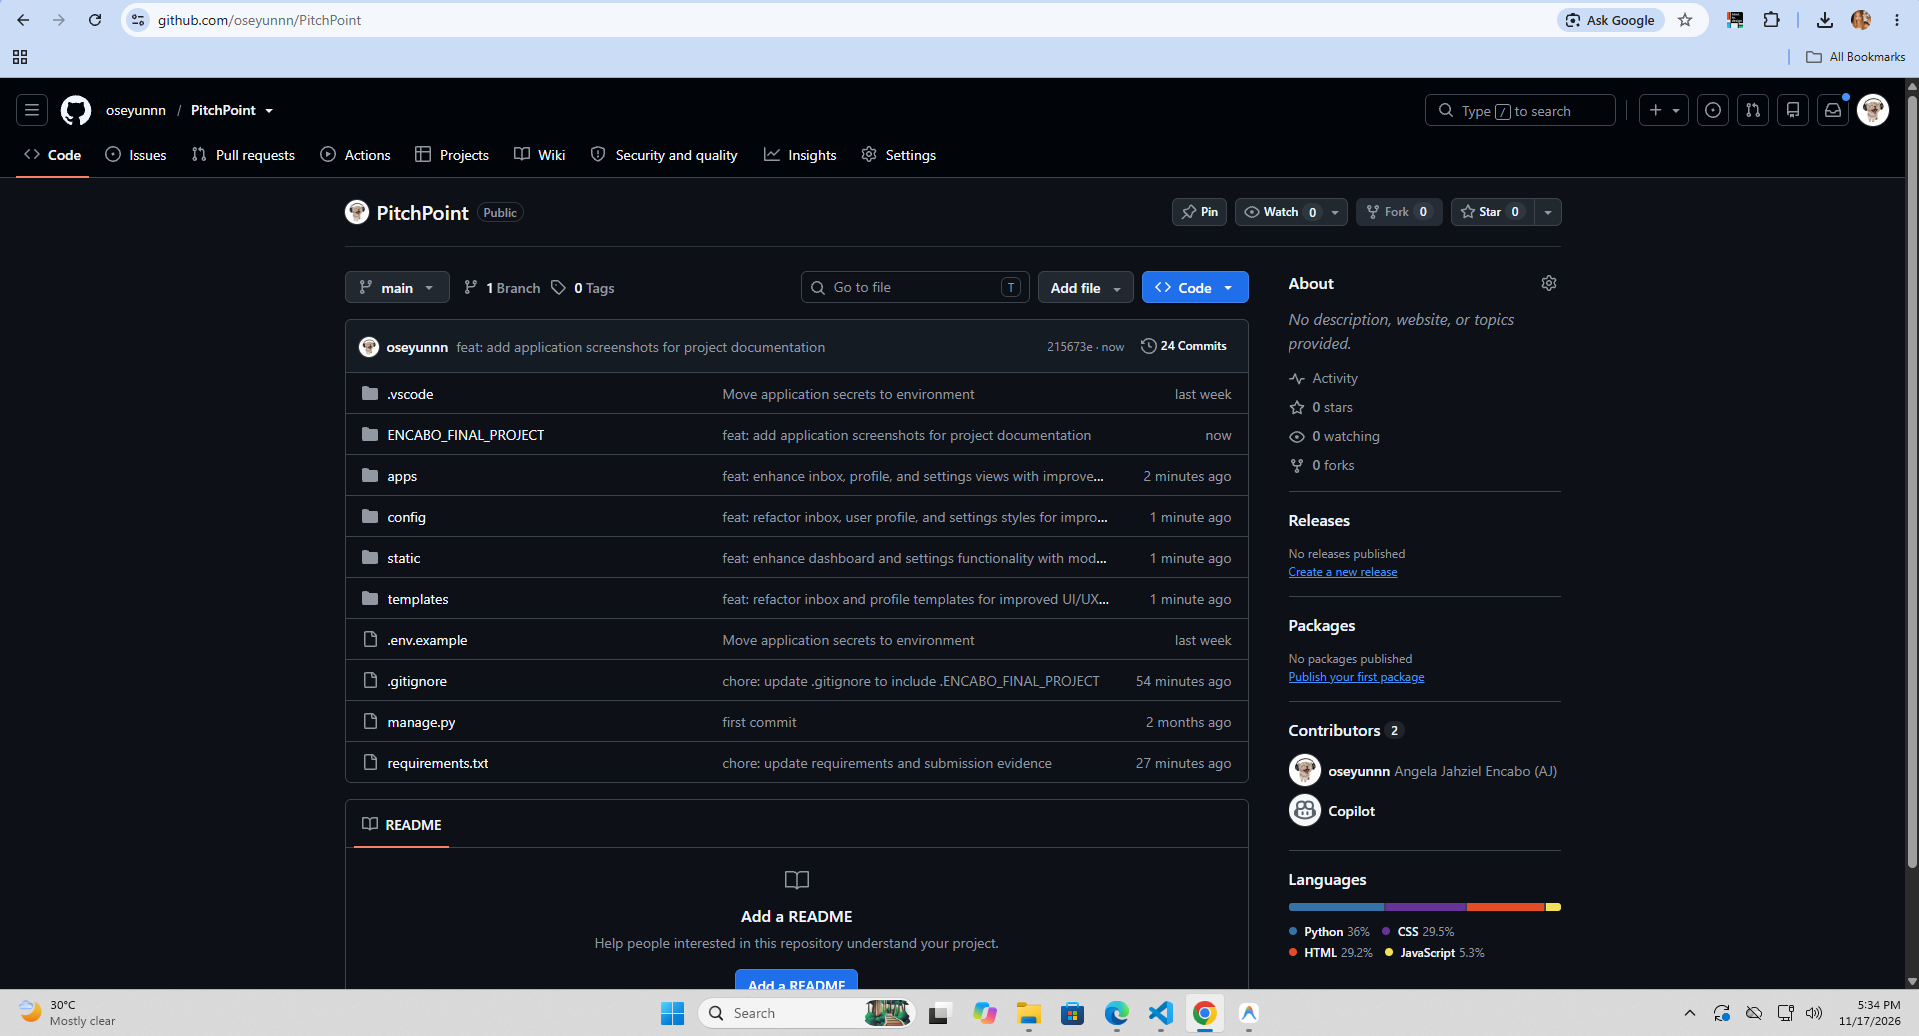 github.com/oseyunnn/PitchPoint
Ask Google
All Bookmarks
oseyunnn / PitchPoint
Type / to search
Code Issues Pull requests Actions Projects Wiki Security and quality Insights Settings
PitchPoint Public
Pin Watch 0 Fork 0 Star 0
main 1 Branch 0 Tags Go to file T Add file Code
oseyunnn feat: add application screenshots for project documentation 215673e · now 24 Commits
.vscode Move application secrets to environment last week
ENCABO_FINAL_PROJECT feat: add application screenshots for project documentation now
apps feat: enhance inbox, profile, and settings views with improve... 2 minutes ago
config feat: refactor inbox, user profile, and settings styles for impro... 1 minute ago
static feat: enhance dashboard and settings functionality with mod... 1 minute ago
templates feat: refactor inbox and profile templates for improved UI/UX... 1 minute ago
.env.example Move application secrets to environment last week
.gitignore chore: update .gitignore to include .ENCABO_FINAL_PROJECT 54 minutes ago
manage.py first commit 2 months ago
requirements.txt chore: update requirements and submission evidence 27 minutes ago
README
Add a README
Help people interested in this repository understand your project.
Add a README
About
No description, website, or topics
provided.
Activity
0 stars
0 watching
0 forks
Releases
No releases published
Create a new release
Packages
No packages published
Publish your first package
Contributors 2
oseyunnn Angela Jahziel Encabo (AJ)
Copilot
Languages
Python 36% CSS 29.5%
HTML 29.2% JavaScript 5.3%
30°C
Mostly clear
Search
5:34 PM
11/17/2026